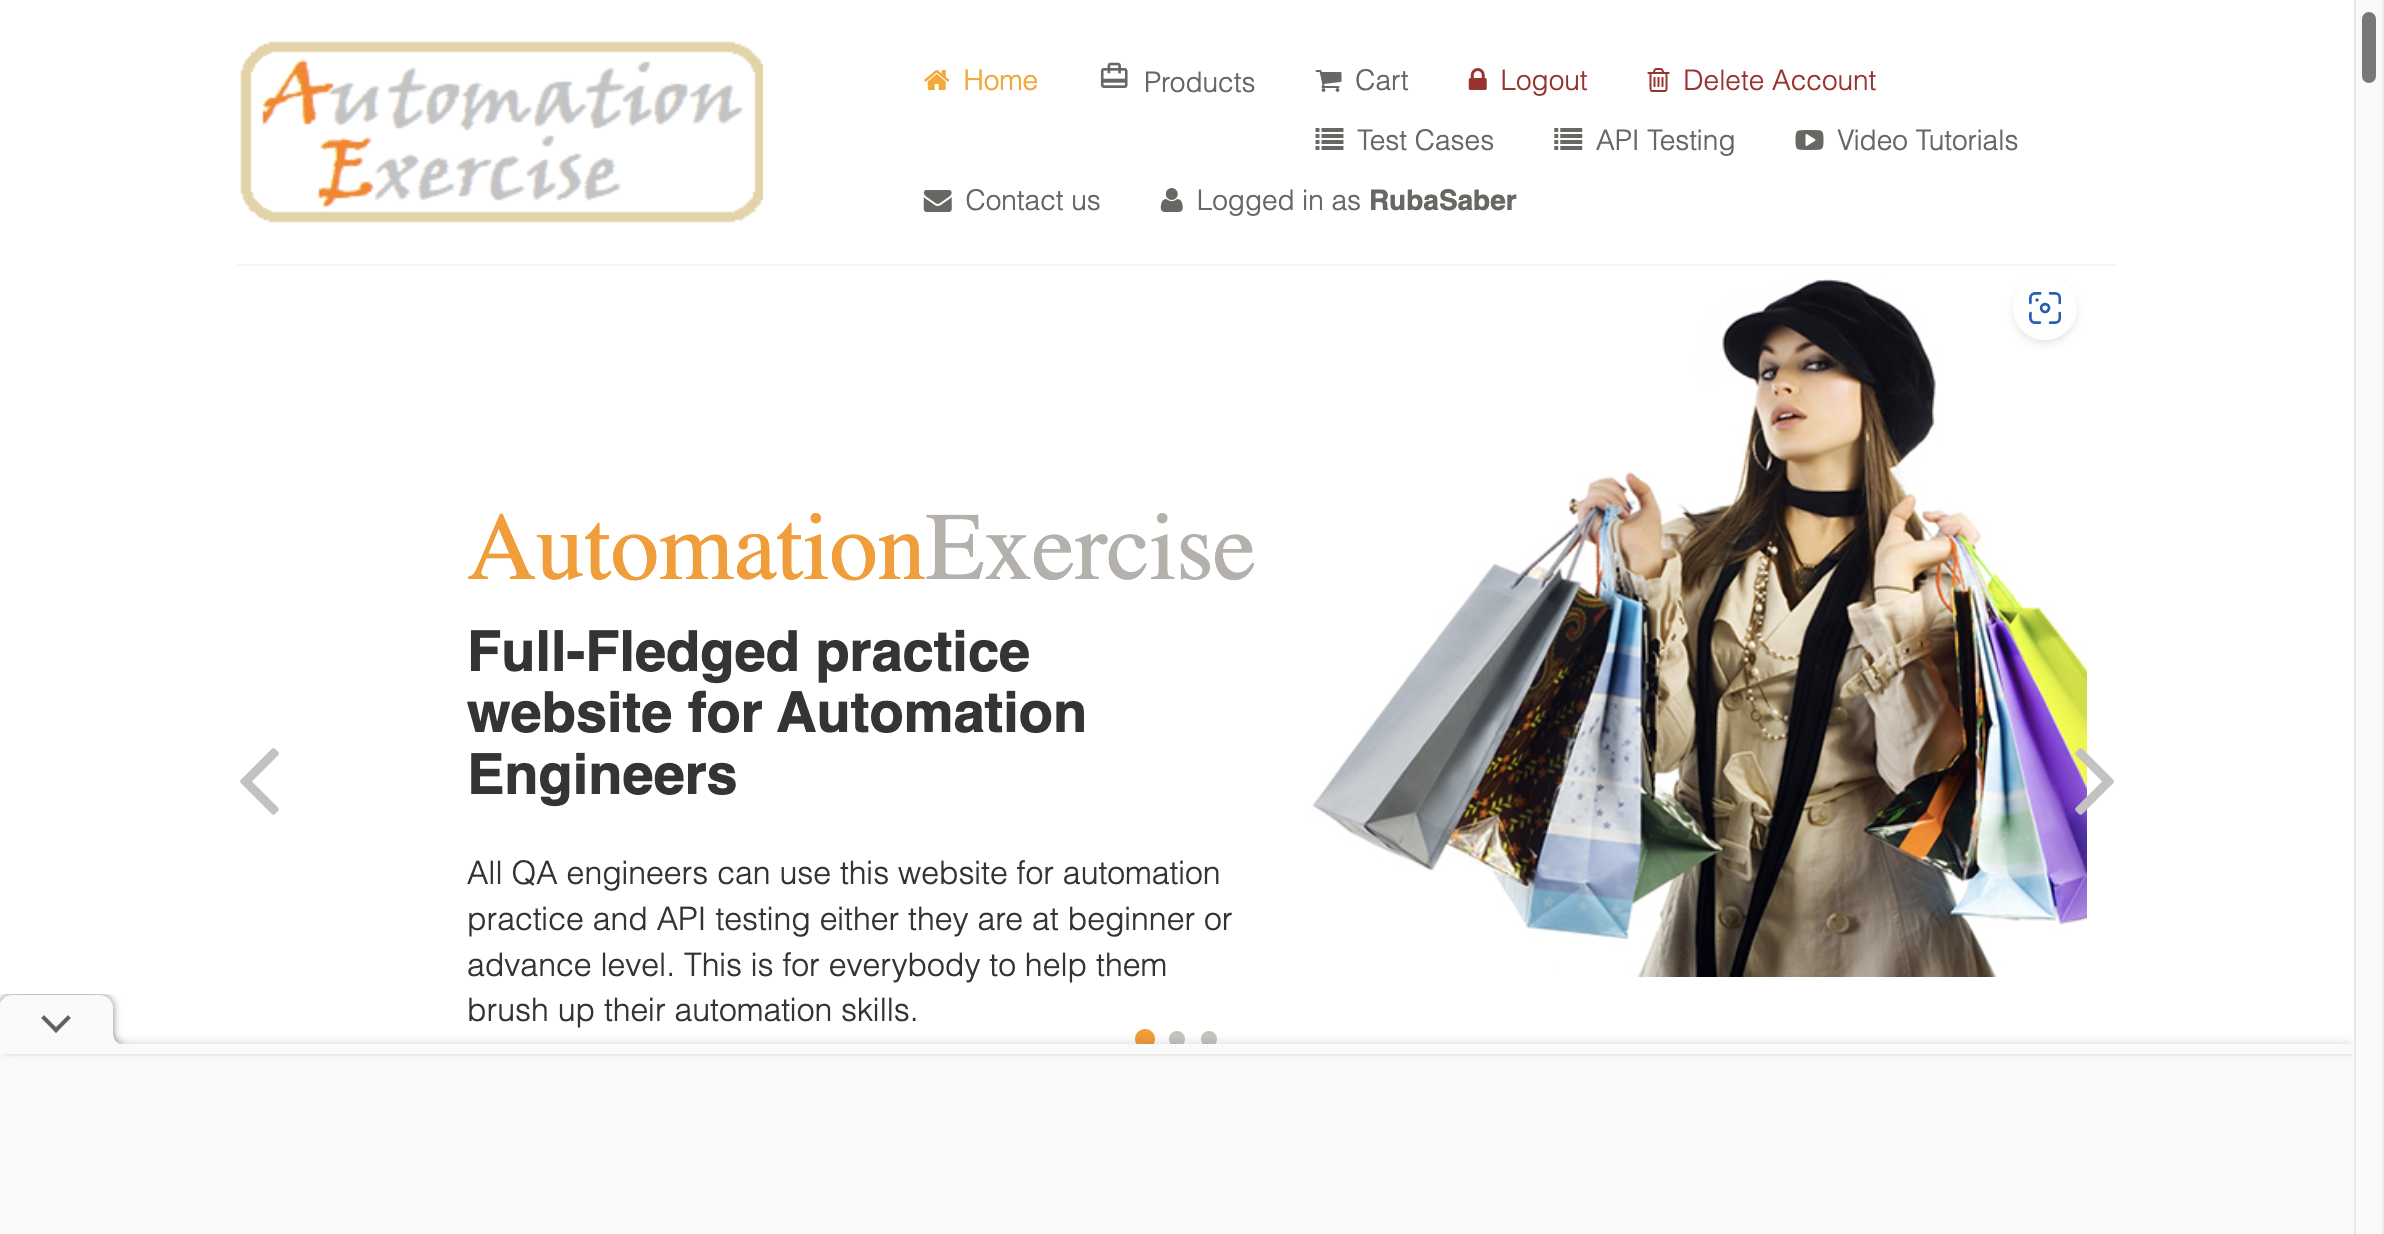 Automation
Exercise
Home Products Cart Logout Delete Account
Test Cases API Testing Video Tutorials
Contact us Logged in as RubaSaber
AutomationExercise
Full-Fledged practice
website for Automation
Engineers
All QA engineers can use this website for automation
practice and API testing either they are at beginner or
advance level. This is for everybody to help them
brush up their automation skills.